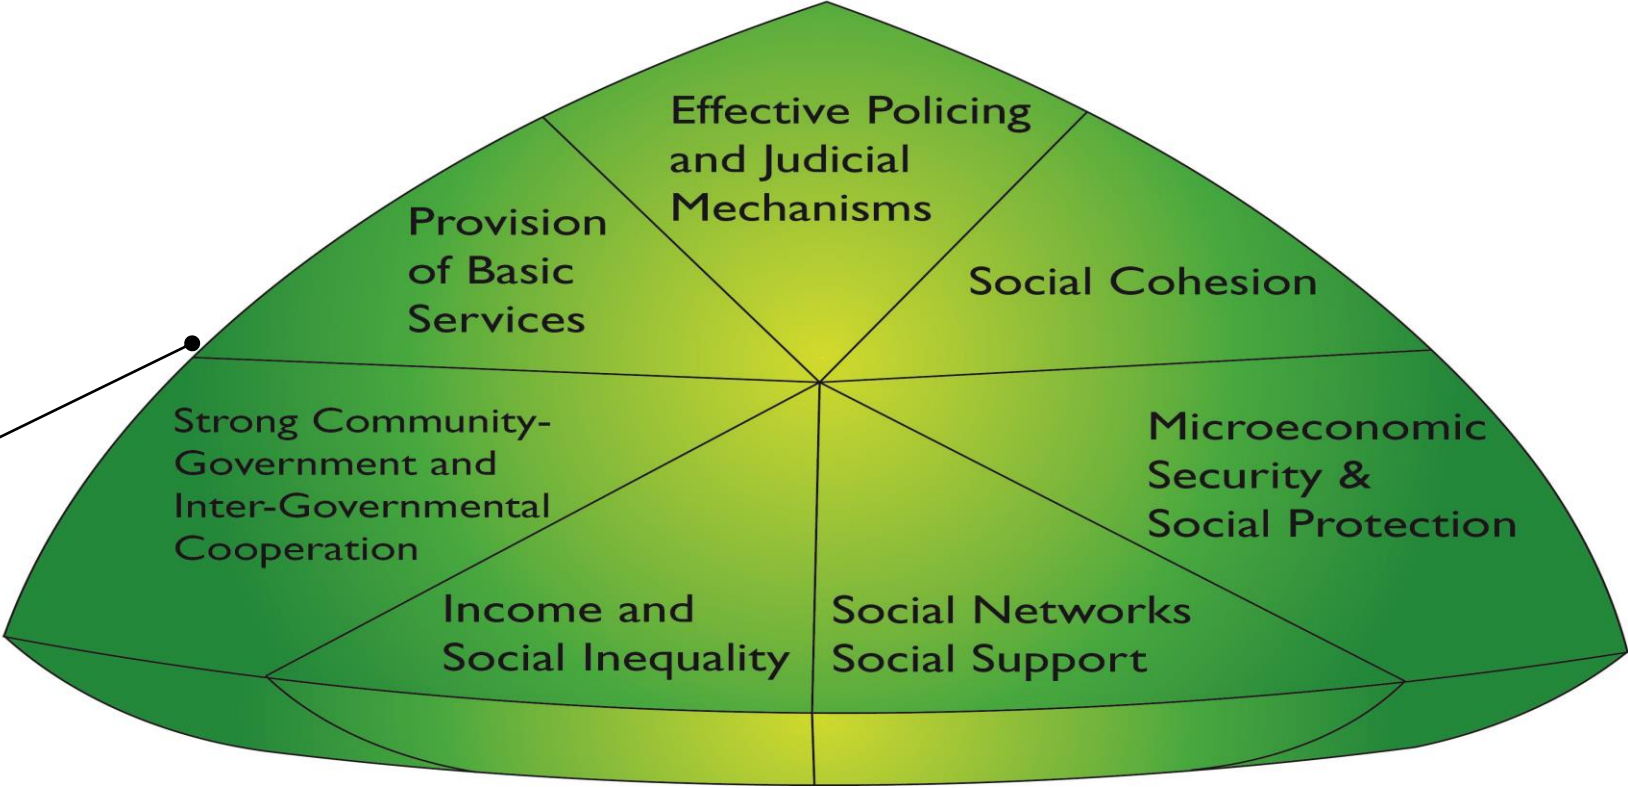 Effective Policing
and Judicial
Mechanisms
Provision
of Basic
Services
Social Cohesion
Strong Community-
Government and
Inter-Governmental
Cooperation
Microeconomic
Security &
Social Protection
Income and
Social Inequality
Social Networks
Social Support